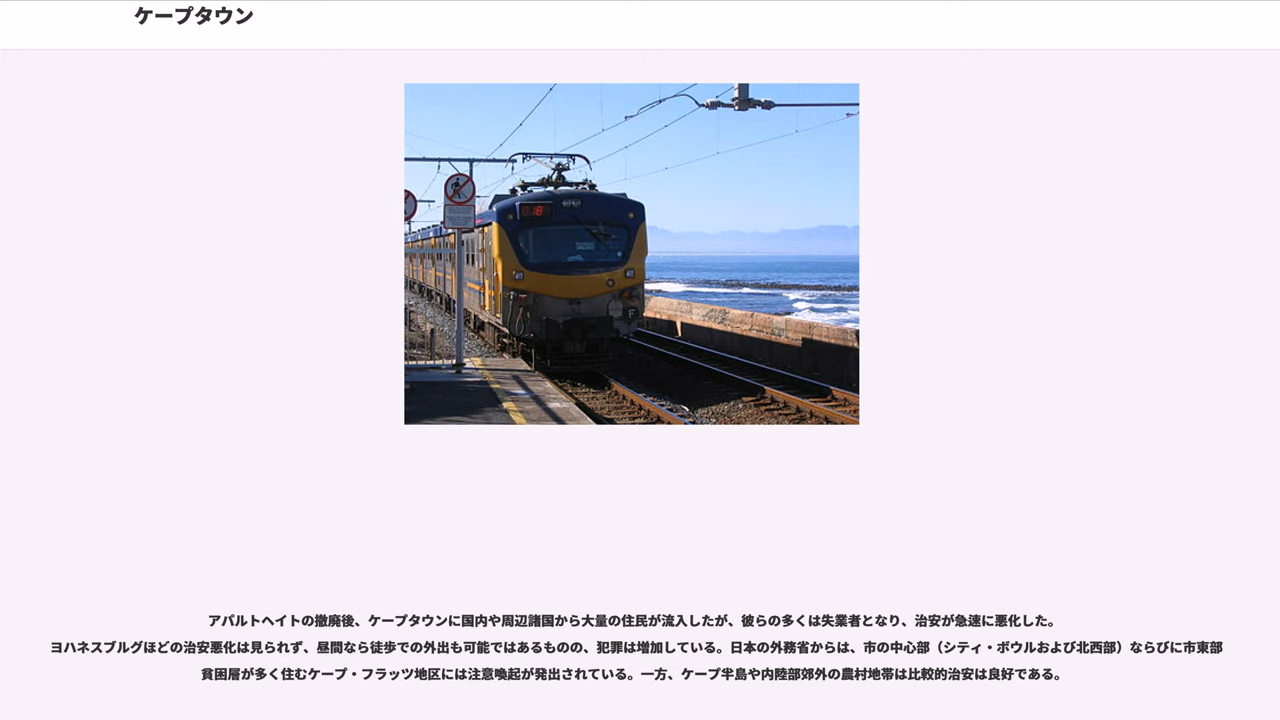 ケープタウン
アパルトヘイトの撤廃後、ケープタウンに国内や周辺諸国から大量の住民が流入したが、彼らの多くは失業者となり、治安が急速に悪化した。
ヨハネスブルグほどの治安悪化は見られず、昼間なら徒歩での外出も可能ではあるものの、犯罪は増加している。日本の外務省からは、市の中心部（シティ・ボウルおよび北西部）ならびに市東部
貧困層が多く住むケープ・フラッツ地区には注意喚起が発出されている。一方、ケープ半島や内陸部郊外の農村地帯は比較的治安は良好である。